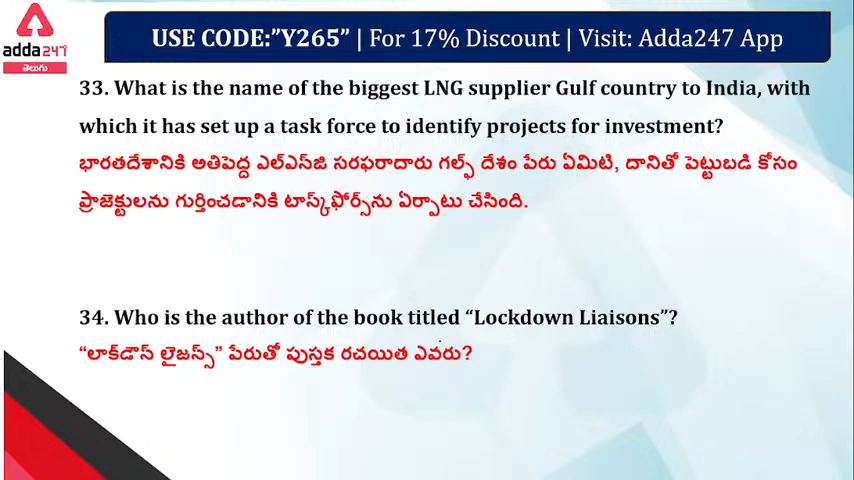 adda247
తెలుగు
USE CODE:”Y265” | For 17% Discount | Visit: Adda247 App
33. What is the name of the biggest LNG supplier Gulf country to India, with
which it has set up a task force to identify projects for investment?
భారతదేశానికి అతిపెద్ద ఎల్‌ఎన్‌జి సరఫరాదారు గల్ఫ్ దేశం పేరు ఏమిటి, దానితో పెట్టుబడి కోసం
ప్రాజెక్టులను గుర్తించడానికి టాస్క్‌ఫోర్స్‌ను ఏర్పాటు చేసింది.
34. Who is the author of the book titled “Lockdown Liaisons”?
“లాక్‌డౌన్ లైజన్స్” పేరుతో పుస్తక రచయిత ఎవరు?